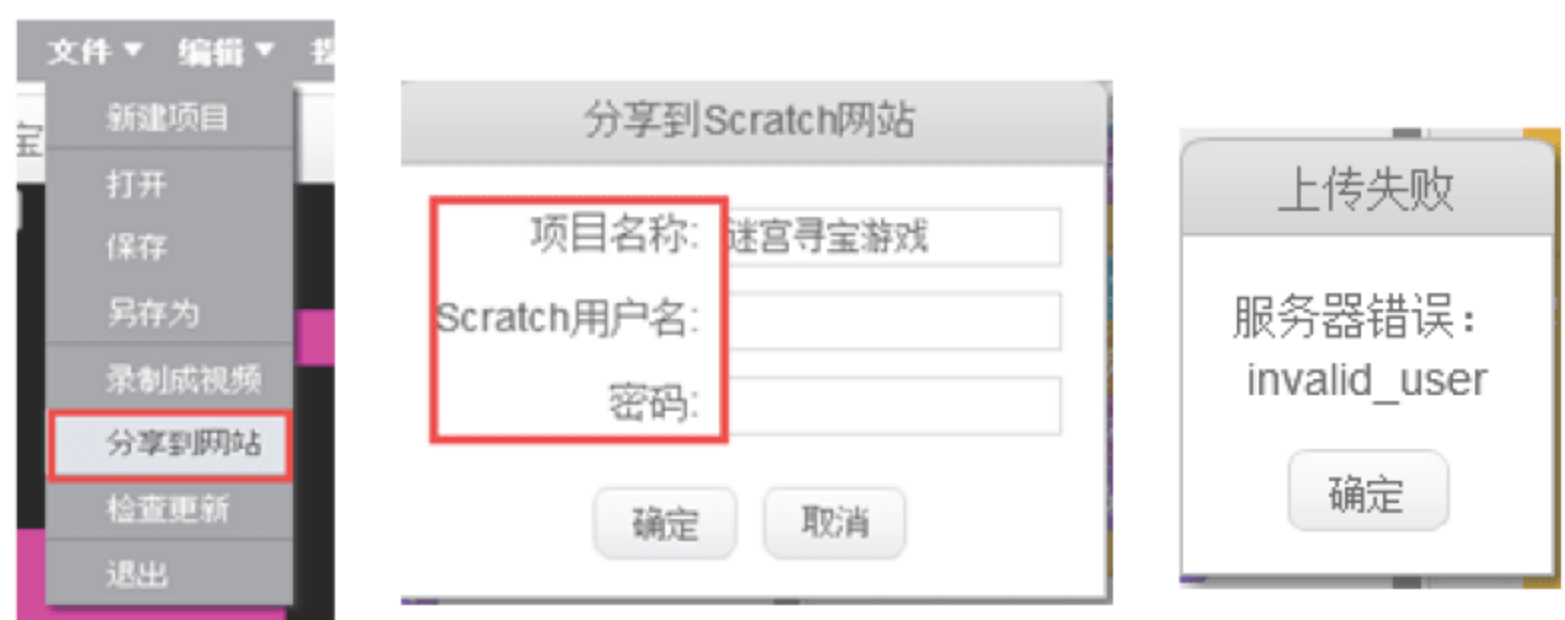 文件 编辑
宝
新建项目
打开
保存
另存为
录制成视频
分享到网站
检查更新
退出
分享到Scratch网站
项目名称: 迷宫寻宝游戏
Scratch用户名:
密码:
确定 取消
上传失败
服务器错误:
invalid_user
确定